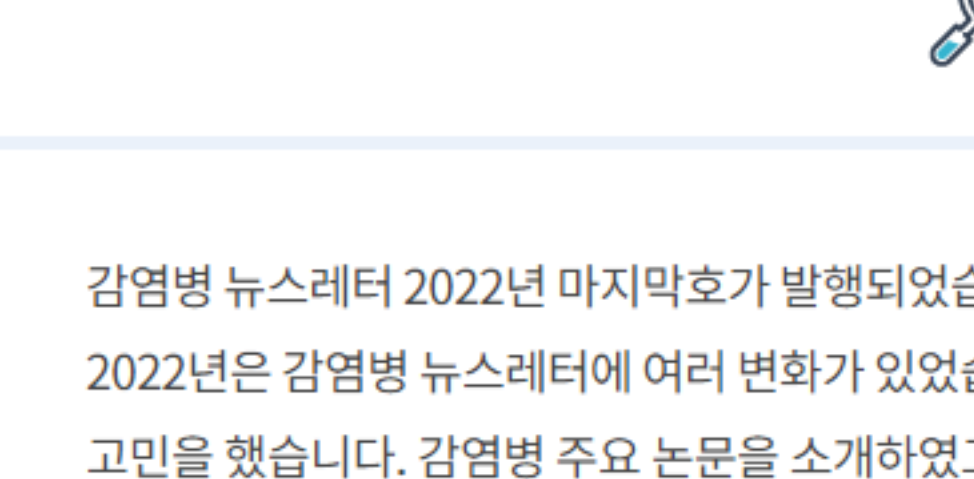 감염병 뉴스레터 2022년 마지막호가 발행되었습
2022년은 감염병 뉴스레터에 여러 변화가 있었습
고민을 했습니다. 감염병 주요 논문을 소개하였고